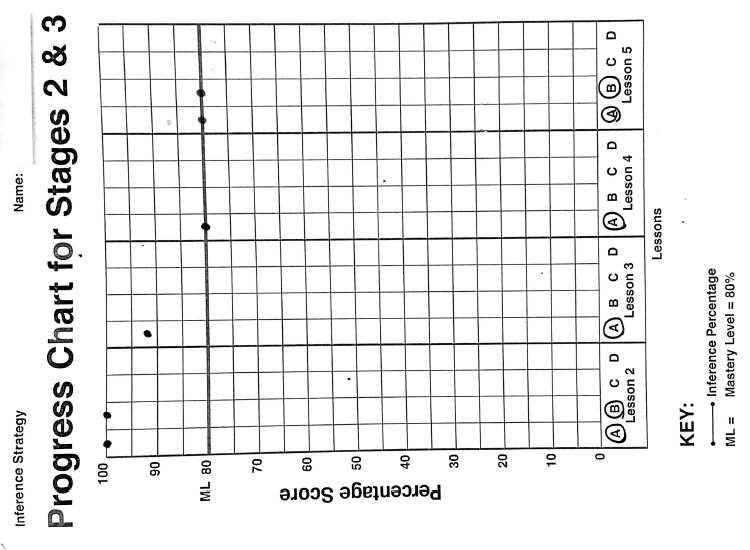 Inference Strategy
Name:
Progress Chart for Stages 2 & 3
100
90
ML 80
70
60
50
40
30
20
10
0
Percentage Score
A B C D
Lesson 2
A B C D
Lesson 3
A B C D
Lesson 4
A B C D
Lesson 5
Lessons
KEY:
Inference Percentage
ML = Mastery Level = 80%